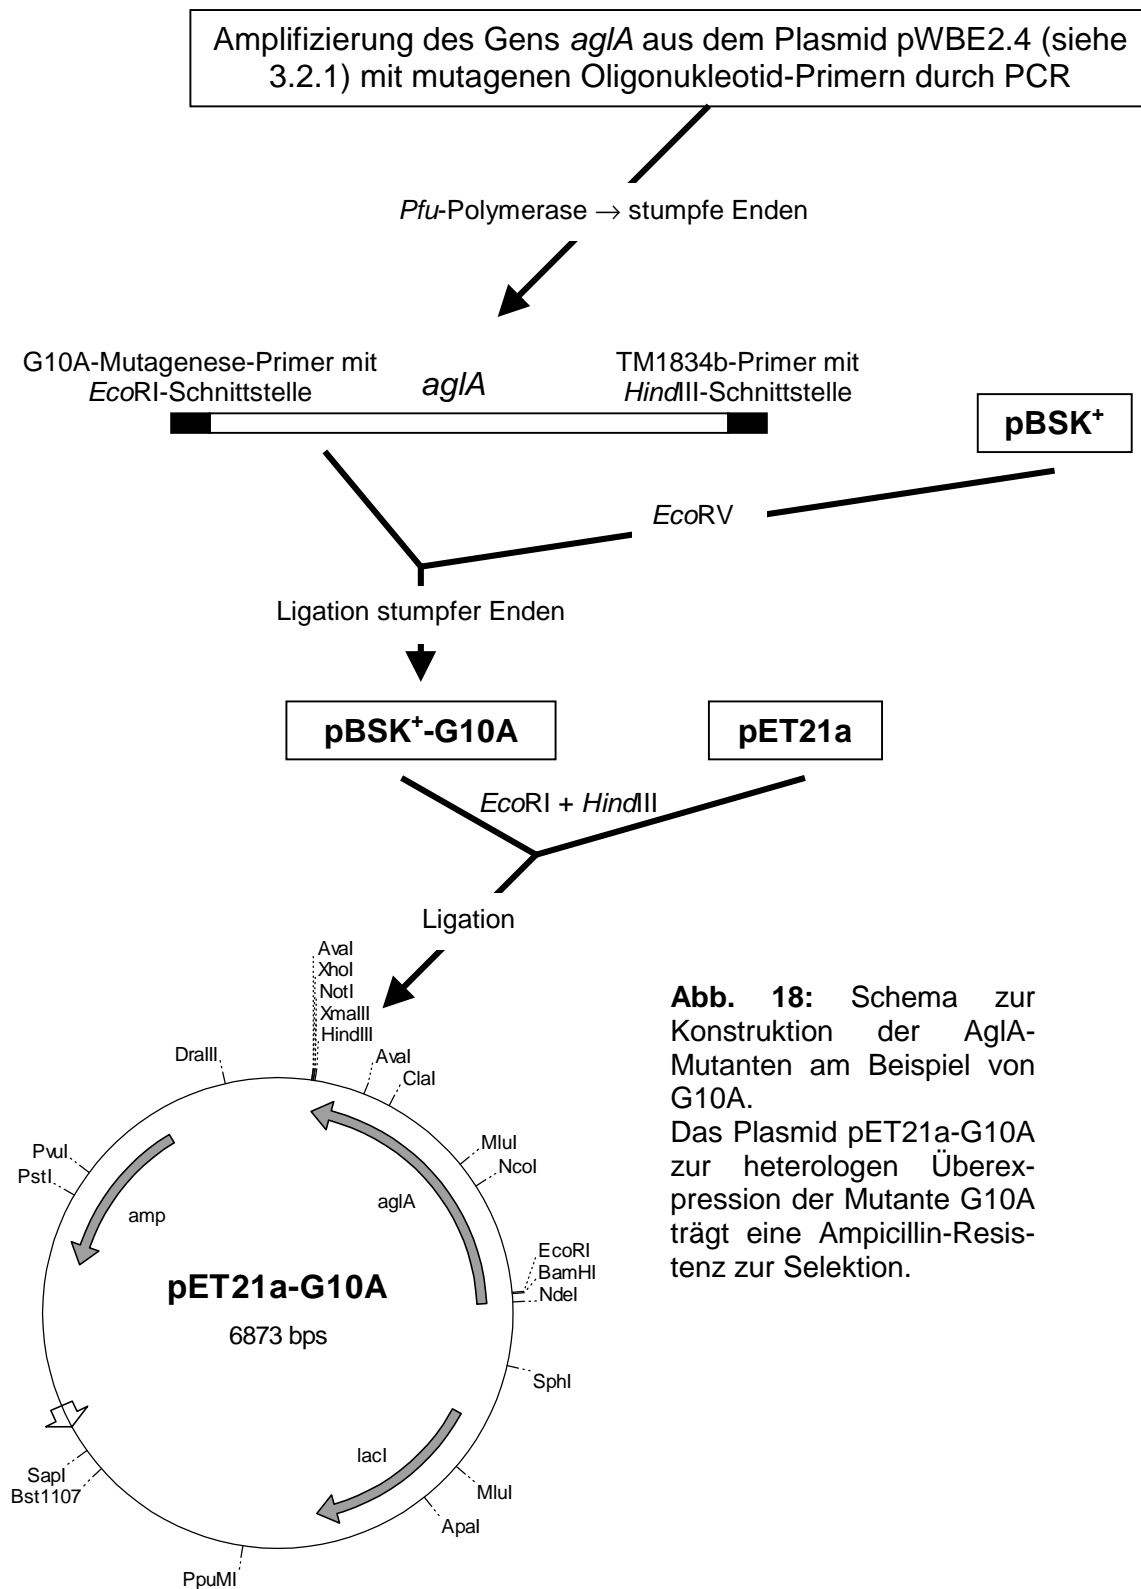 Amplifizierung des Gens aglA aus dem Plasmid pWBE2.4 (siehe
3.2.1) mit mutagenen Oligonukleotid-Primern durch PCR
Pfu-Polymerase → stumpfe Enden
G10A-Mutagenese-Primer mit
EcoRI-Schnittstelle
aglA
TM1834b-Primer mit
HindIII-Schnittstelle
pBSK+
EcoRV
Ligation stumpfer Enden
pBSK+-G10A
pET21a
EcoRI + HindIII
Ligation
AvaI
XhoI
NotI
XmaIII
HindIII
DraIII
AvaI
ClaI
PvuI
PstI
MluI
NcoI
amp
aglA
EcoRI
BamHI
NdeI
pET21a-G10A
6873 bps
SphI
lacI
SapI
Bst1107
MluI
ApaI
PpuMI
Abb. 18: Schema zur
Konstruktion der AglA-
Mutanten am Beispiel von
G10A.
Das Plasmid pET21a-G10A
zur heterologen Überex-
pression der Mutante G10A
trägt eine Ampicillin-Resis-
tenz zur Selektion.